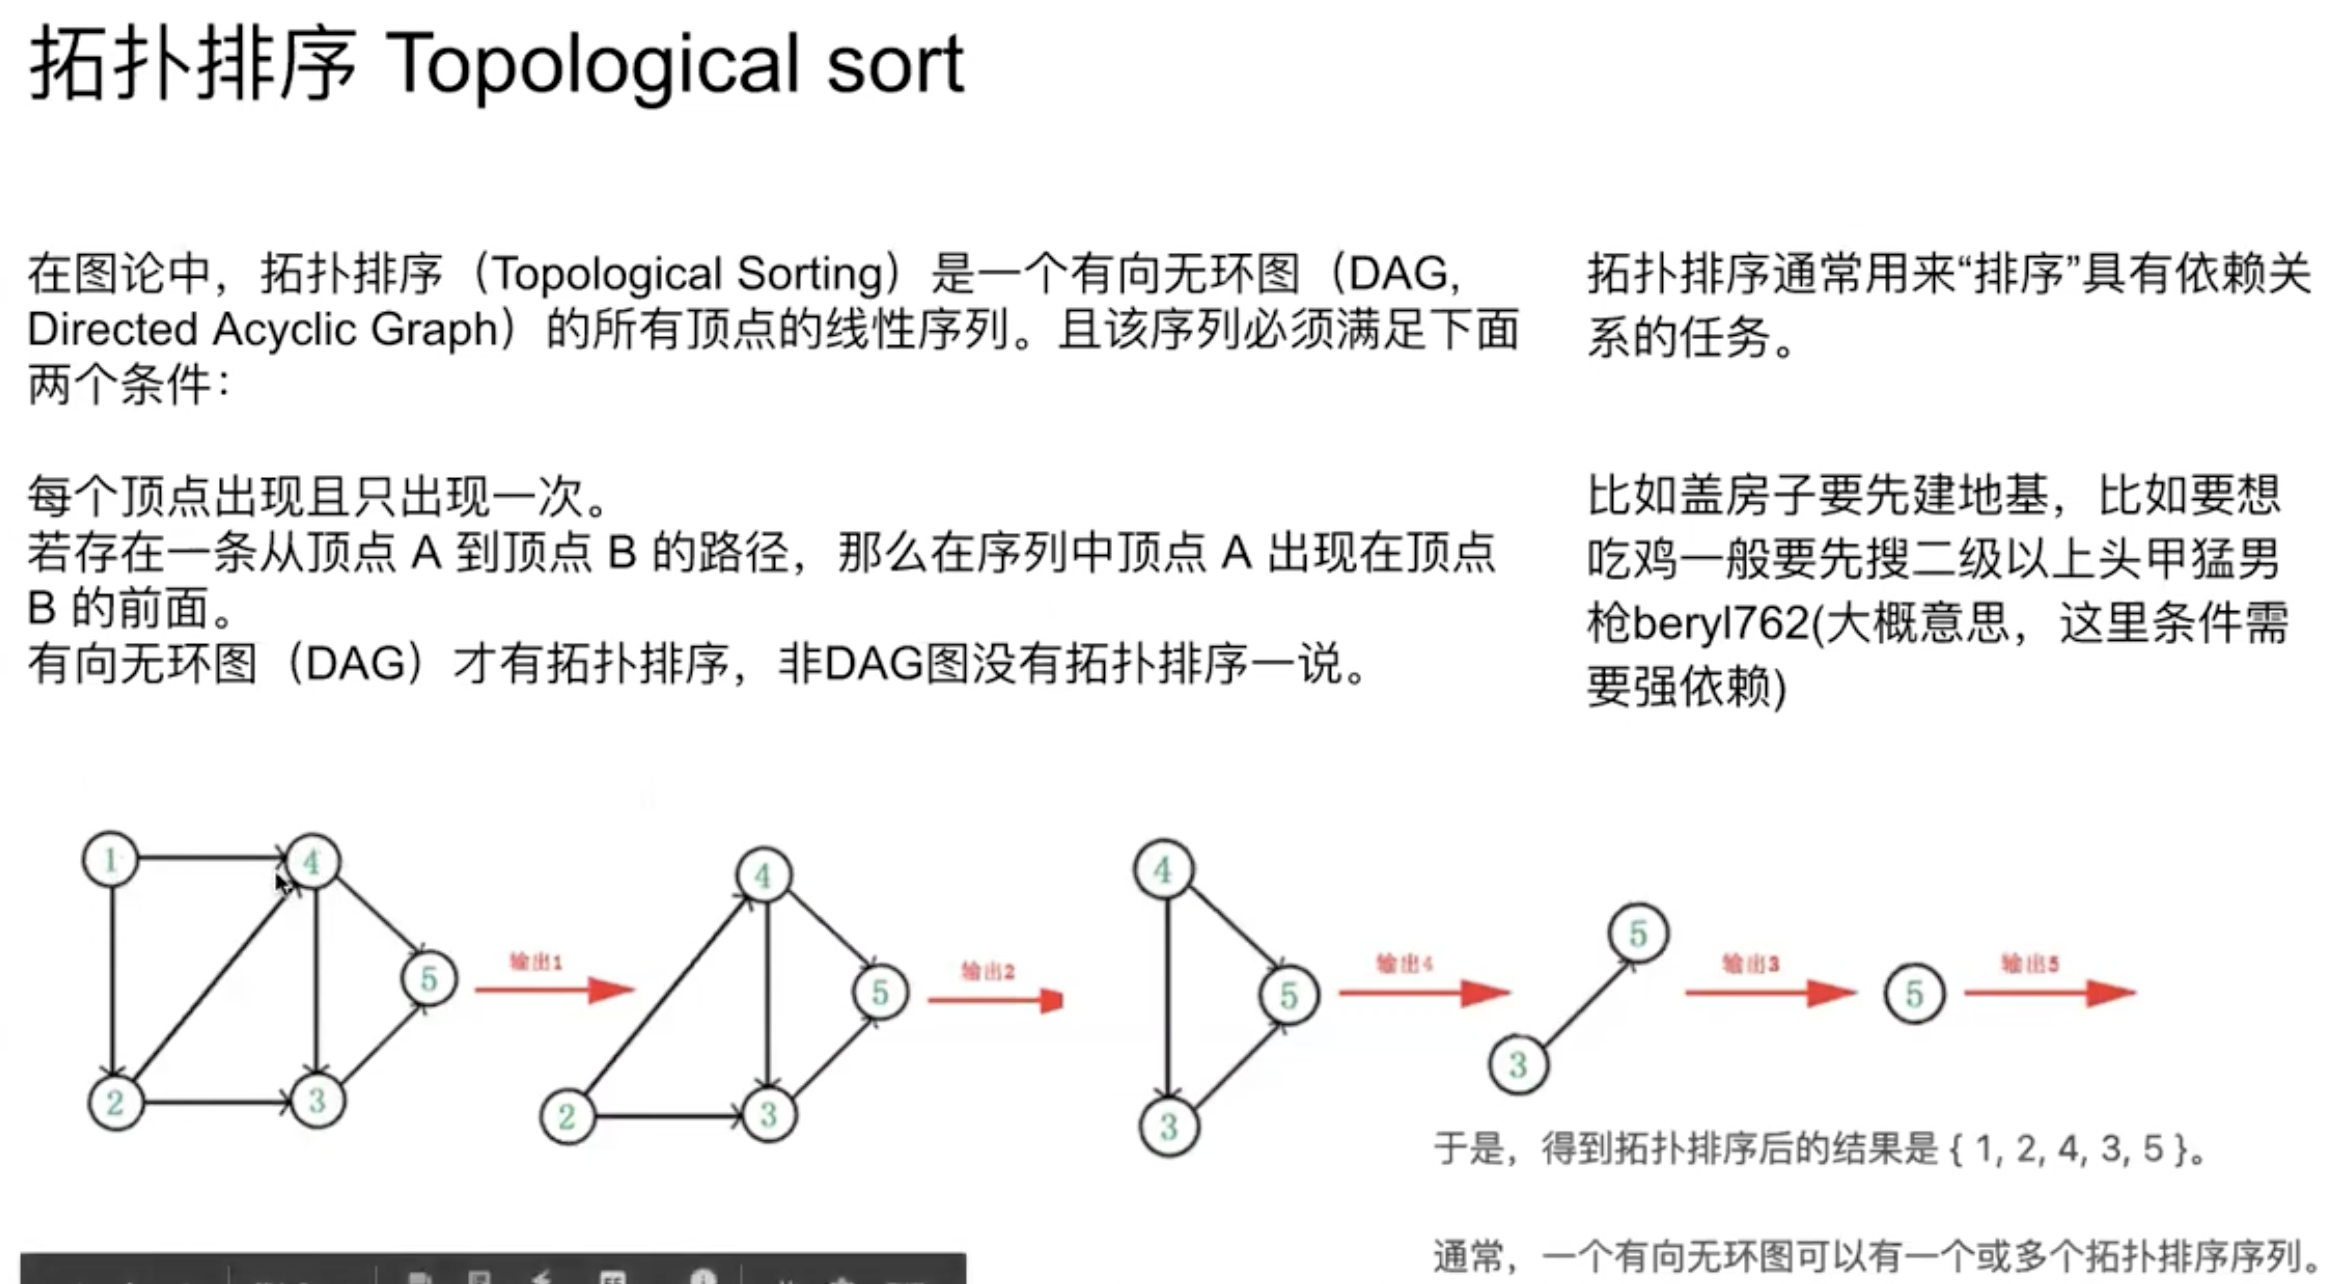 拓扑排序 Topological sort
在图论中，拓扑排序（Topological Sorting）是一个有向无环图（DAG,
Directed Acyclic Graph）的所有顶点的线性序列。且该序列必须满足下面
两个条件：
每个顶点出现且只出现一次。
若存在一条从顶点 A 到顶点 B 的路径，那么在序列中顶点 A 出现在顶点
B 的前面。
有向无环图（DAG）才有拓扑排序，非DAG图没有拓扑排序一说。
拓扑排序通常用来“排序”具有依赖关
系的任务。
比如盖房子要先建地基，比如要想
吃鸡一般要先搜二级以上头甲猛男
枪beryl762(大概意思，这里条件需
要强依赖)
1
4
5
2
3
输出1
4
5
2
3
输出2
4
5
3
输出4
5
3
输出3
5
输出5
于是，得到拓扑排序后的结果是 { 1, 2, 4, 3, 5 }。
通常，一个有向无环图可以有一个或多个拓扑排序序列。